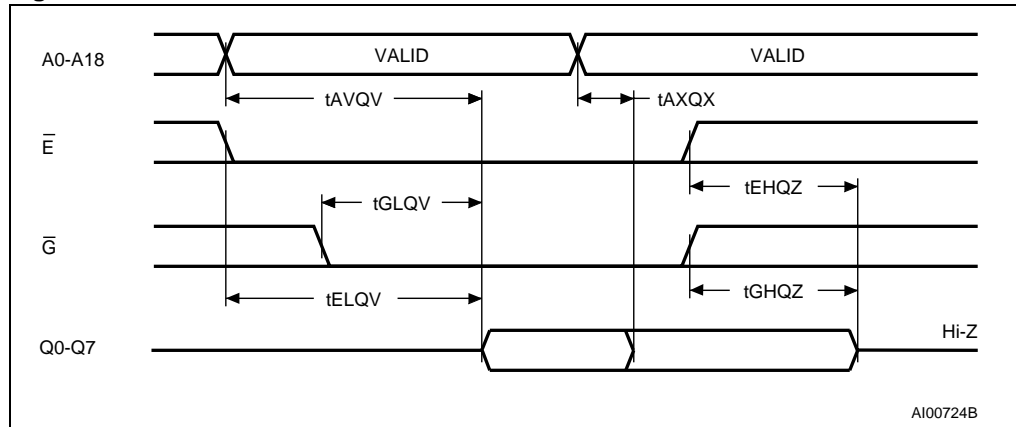 A0-A18
VALID
VALID
tAVQV
tAXQX
E
tEHQZ
tGLQV
G
tGHQZ
tELQV
Q0-Q7
Hi-Z
AI00724B